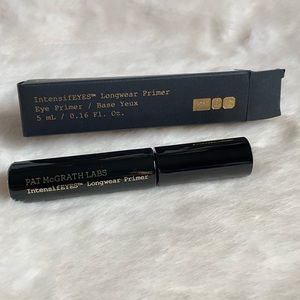 IntensifEYES™ Longwear Primer
Eye Primer / Base Yeux
5 mL / 0.16 Fl. Oz.
PAT McGRATH LABS
IntensifEYES™ Longwear Primer